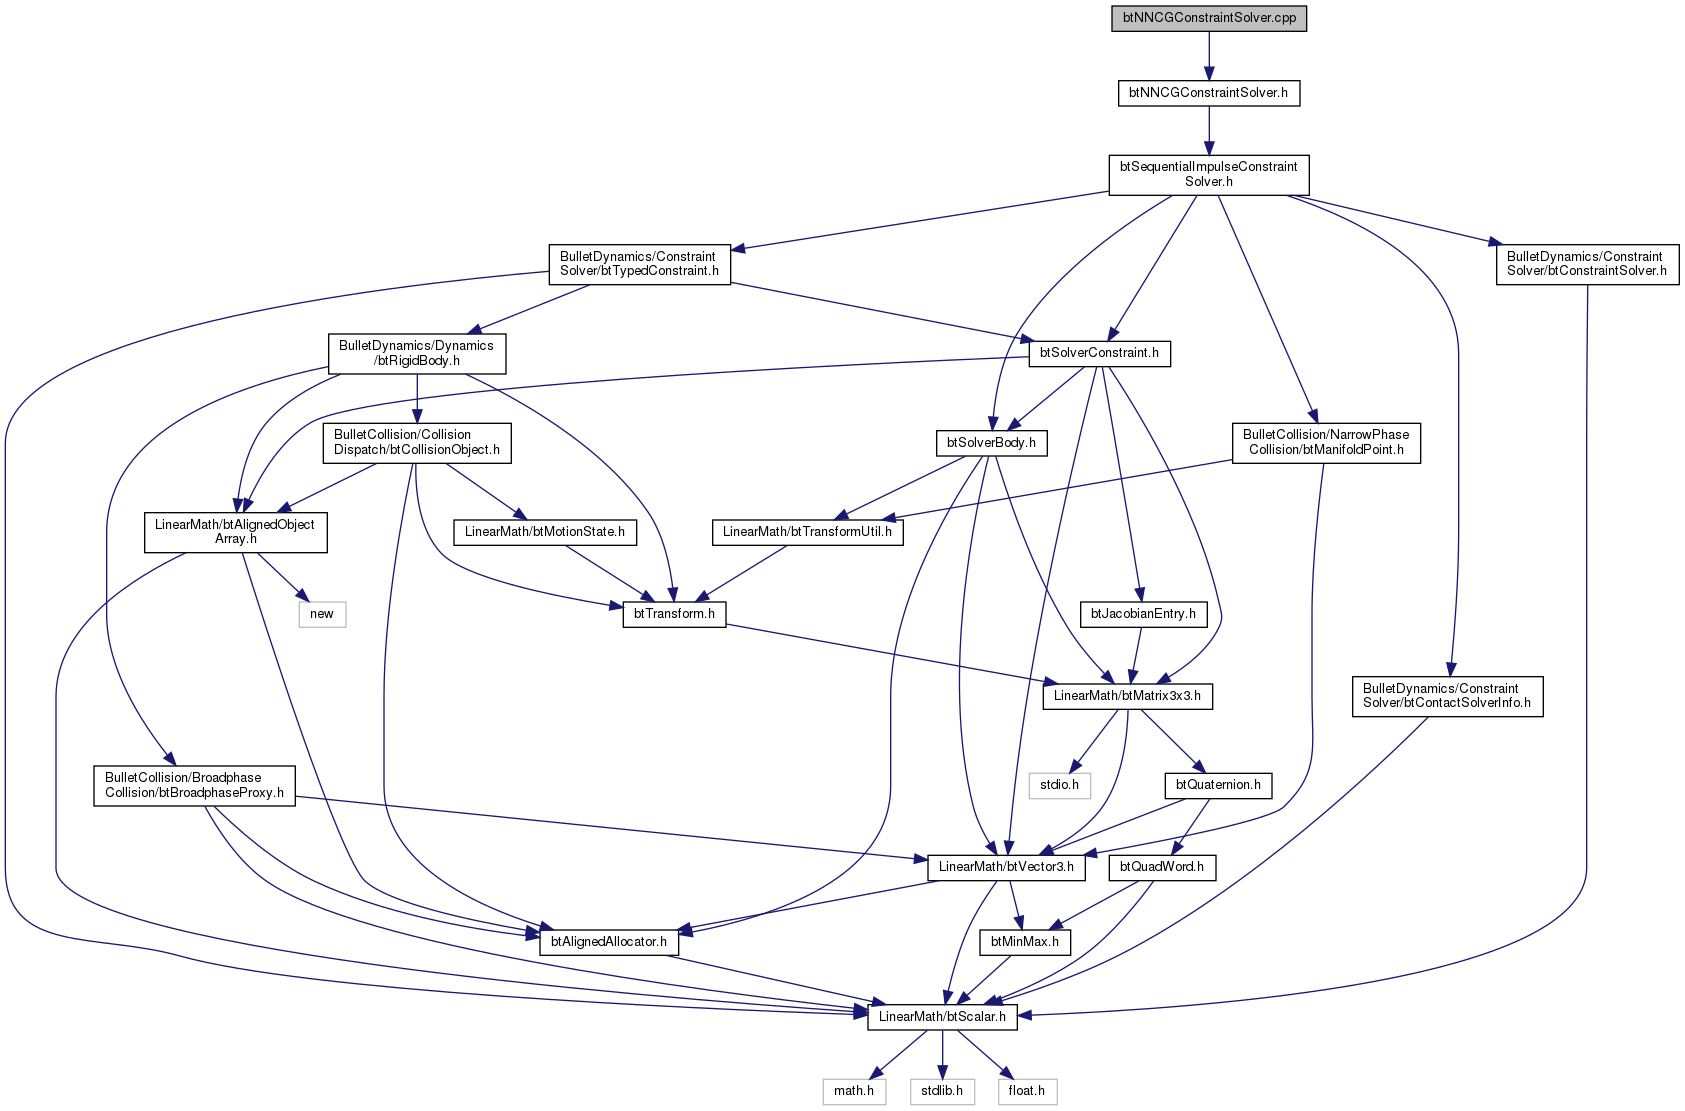 btNNCGConstraintSolver.cpp
btNNCGConstraintSolver.h
btSequentialImpulseConstraint
Solver.h
BulletDynamics/Constraint
Solver/btTypedConstraint.h
BulletDynamics/Constraint
Solver/btConstraintSolver.h
BulletDynamics/Dynamics
/btRigidBody.h
btSolverConstraint.h
BulletCollision/Collision
Dispatch/btCollisionObject.h
btSolverBody.h
BulletCollision/NarrowPhase
Collision/btManifoldPoint.h
LinearMath/btAlignedObject
Array.h
LinearMath/btMotionState.h
LinearMath/btTransformUtil.h
new
btTransform.h
btJacobianEntry.h
LinearMath/btMatrix3x3.h
BulletDynamics/Constraint
Solver/btContactSolverInfo.h
BulletCollision/Broadphase
Collision/btBroadphaseProxy.h
stdio.h
btQuaternion.h
LinearMath/btVector3.h
btQuadWord.h
btAlignedAllocator.h
btMinMax.h
LinearMath/btScalar.h
math.h
stdlib.h
float.h